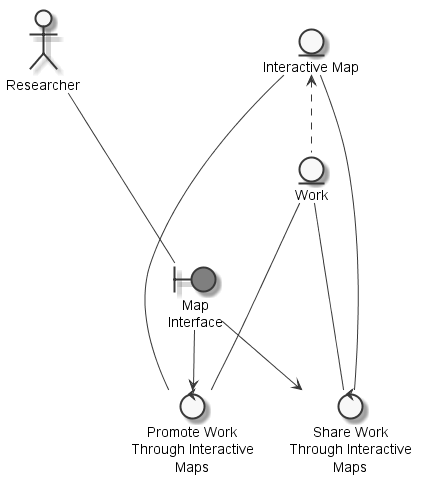 Researcher
Interactive Map
Work
Map
Interface
Promote Work
Through Interactive
Maps
Share Work
Through Interactive
Maps